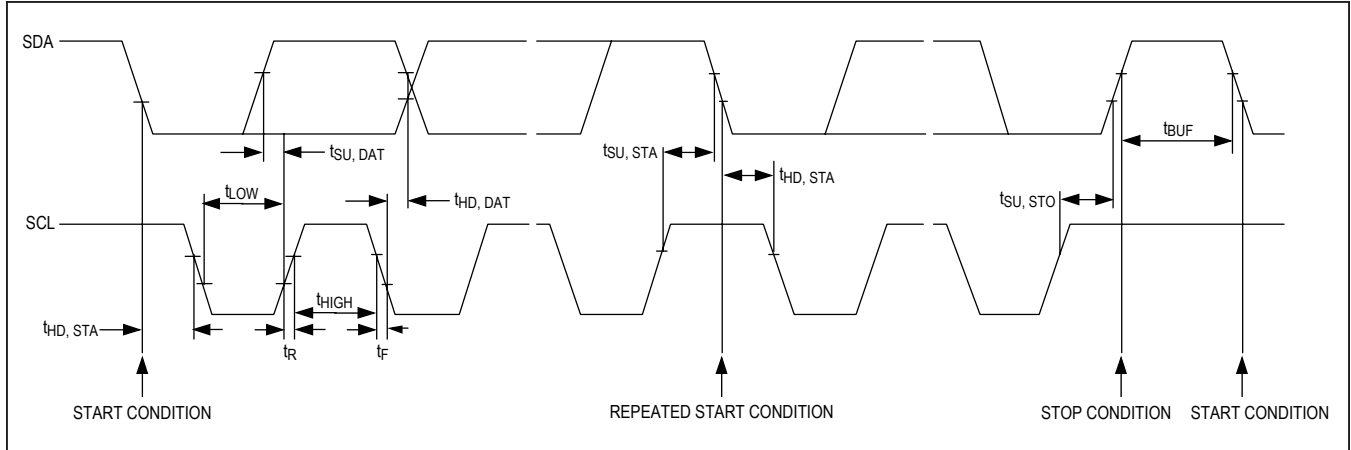 SDA
tSU, DAT
tSU, STA
tBUF
tLOW
tHD, DAT
tHD, STA
tSU, STO
SCL
tHIGH
tHD, STA
tR
tF
START CONDITION
REPEATED START CONDITION
STOP CONDITION
START CONDITION